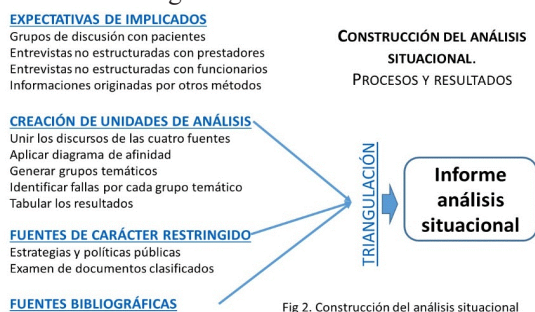 EXPECTATIVAS DE IMPLICADOS
Grupos de discusión con pacientes
Entrevistas no estructuradas con prestadores
Entrevistas no estructuradas con funcionarios
Informaciones originadas por otros métodos
CONSTRUCCIÓN DEL ANÁLISIS
SITUACIONAL.
PROCESOS Y RESULTADOS
CREACIÓN DE UNIDADES DE ANÁLISIS
Unir los discursos de las cuatro fuentes
Aplicar diagrama de afinidad
Generar grupos temáticos
Identificar fallas por cada grupo temático
Tabular los resultados
FUENTES DE CARÁCTER RESTRINGIDO
Estrategias y políticas públicas
Examen de documentos clasificados
FUENTES BIBLIOGRÁFICAS
TRIANGULACIÓN
Informe
análisis
situacional
Fig 2. Construcción del análisis situacional